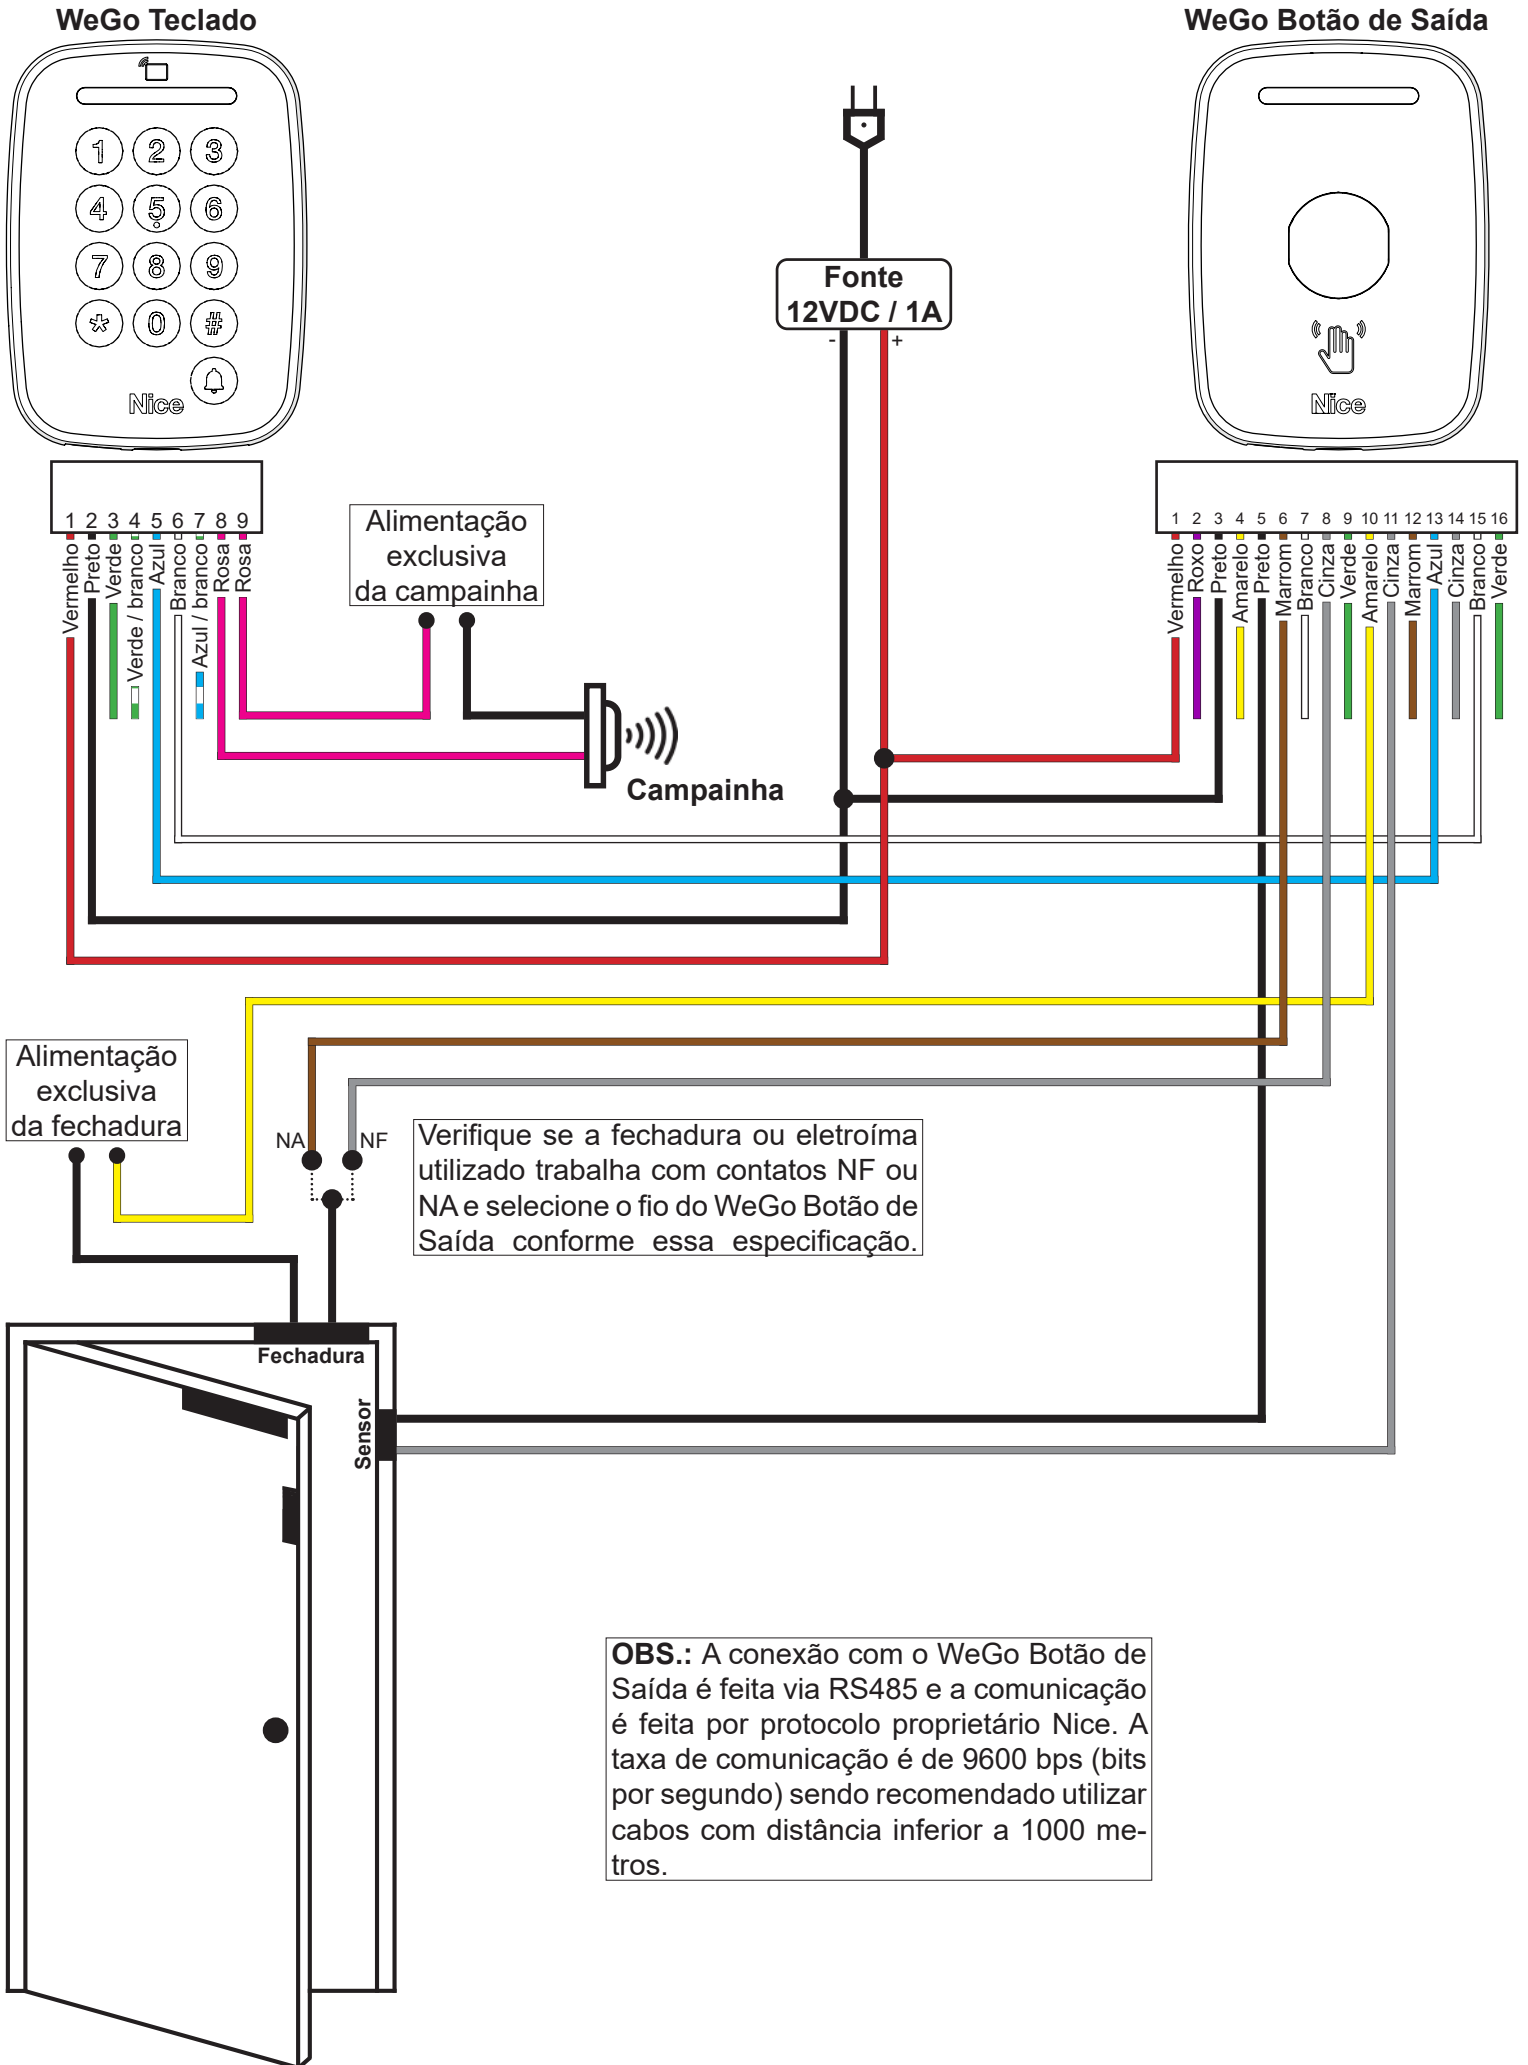 WeGo Teclado
WeGo Botão de Saída
1 2 3
4 5 6
7 8 9
* 0 #
Nice
Nice
Fonte
12VDC / 1A
- +
1 2 3 4 5 6 7 8 9
Vermelho
Preto
Verde
Verde / branco
Azul
Branco
Azul / branco
Rosa
Rosa
Alimentação
exclusiva
da campainha
Campainha
1 2 3 4 5 6 7 8 9 10 11 12 13 14 15 16
Vermelho
Roxo
Preto
Amarelo
Preto
Marrom
Branco
Cinza
Verde
Amarelo
Cinza
Marrom
Azul
Cinza
Branco
Verde
Alimentação
exclusiva
da fechadura
NA NF
Verifique se a fechadura ou eletroíma
utilizado trabalha com contatos NF ou
NA e selecione o fio do WeGo Botão de
Saída conforme essa especificação.
Fechadura
Sensor
OBS.: A conexão com o WeGo Botão de
Saída é feita via RS485 e a comunicação
é feita por protocolo proprietário Nice. A
taxa de comunicação é de 9600 bps (bits
por segundo) sendo recomendado utilizar
cabos com distância inferior a 1000 me-
tros.